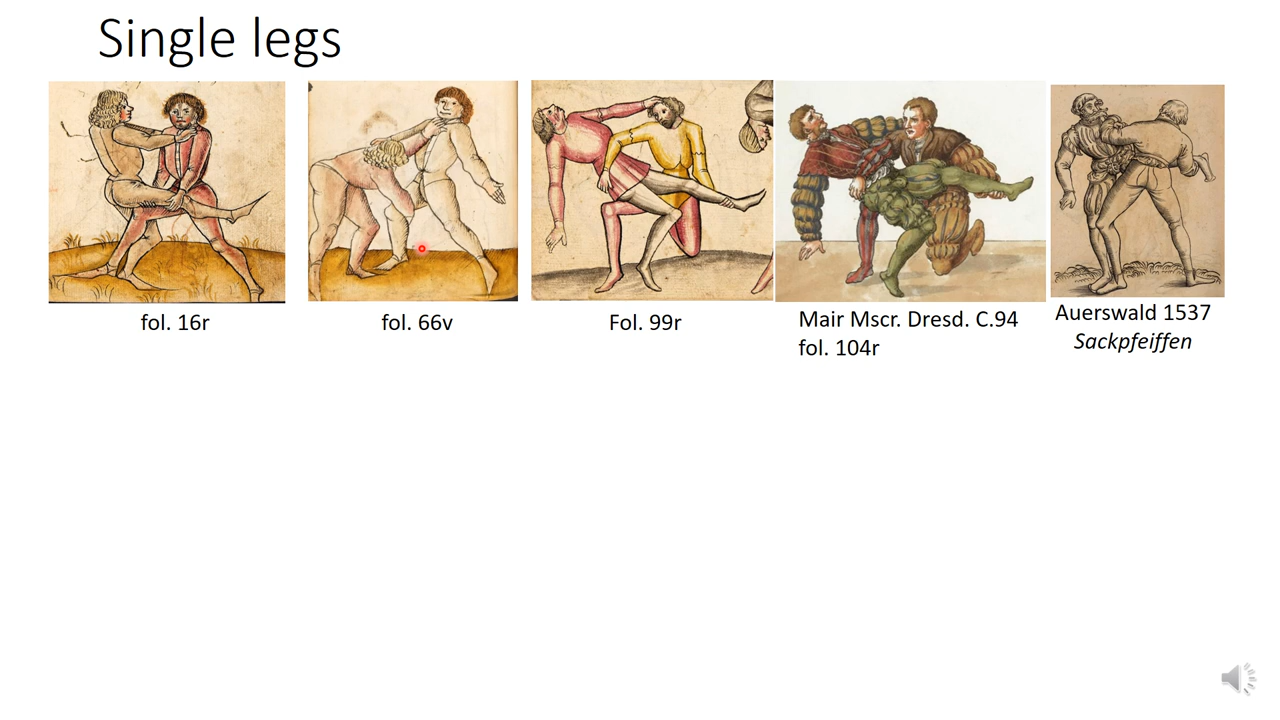 Single legs
fol. 16r
fol. 66v
Fol. 99r
Mair Mscr. Dresd. C.94
fol. 104r
Auerswald 1537
Sackpfeiffen